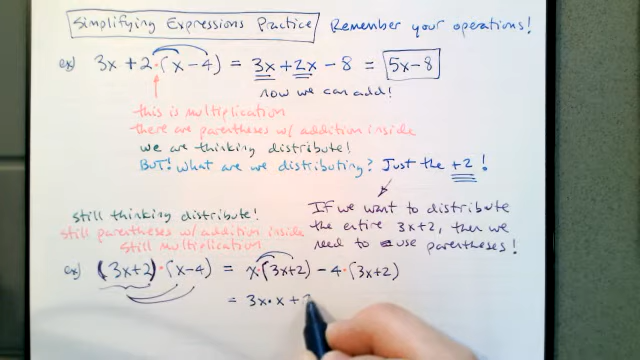 Simplifying Expressions Practice Remember your operations!
ex) 3x + 2·(x-4) = 3x + 2x - 8 = 5x-8
now we can add!
this is multiplication
there are parentheses w/ addition inside
we are thinking distribute!
BUT! What are we distributing? Just the +2!
still thinking distribute!
still parentheses w/ addition inside
still multiplication
If we want to distribute
the entire 3x+2, then we
need to use parentheses!
ex) (3x+2)·(x-4) = x·(3x+2) - 4·(3x+2)
= 3x·x +